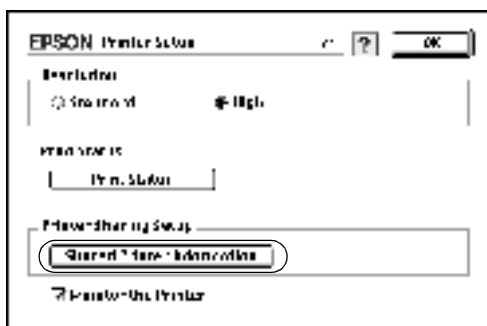 EPSON Printer Setup ? OK
Resolution
Standard High
Print Status
Print Status
Printer Sharing Setup
Shared Printer Information
Monitor the Printer